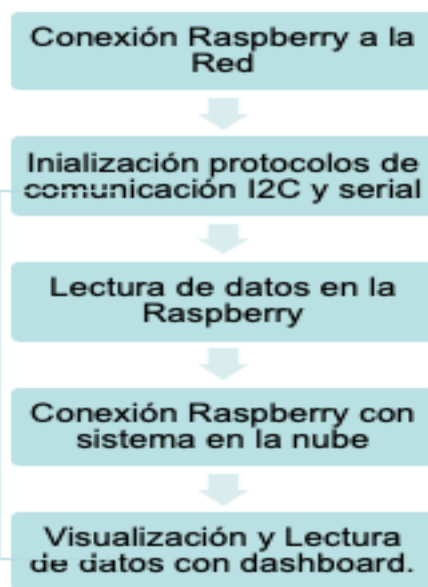 Conexión Raspberry a la
Red
Inialización protocolos de
comunicación I2C y serial
Lectura de datos en la
Raspberry
Conexión Raspberry con
sistema en la nube
Visualización y Lectura
de datos con dashboard.